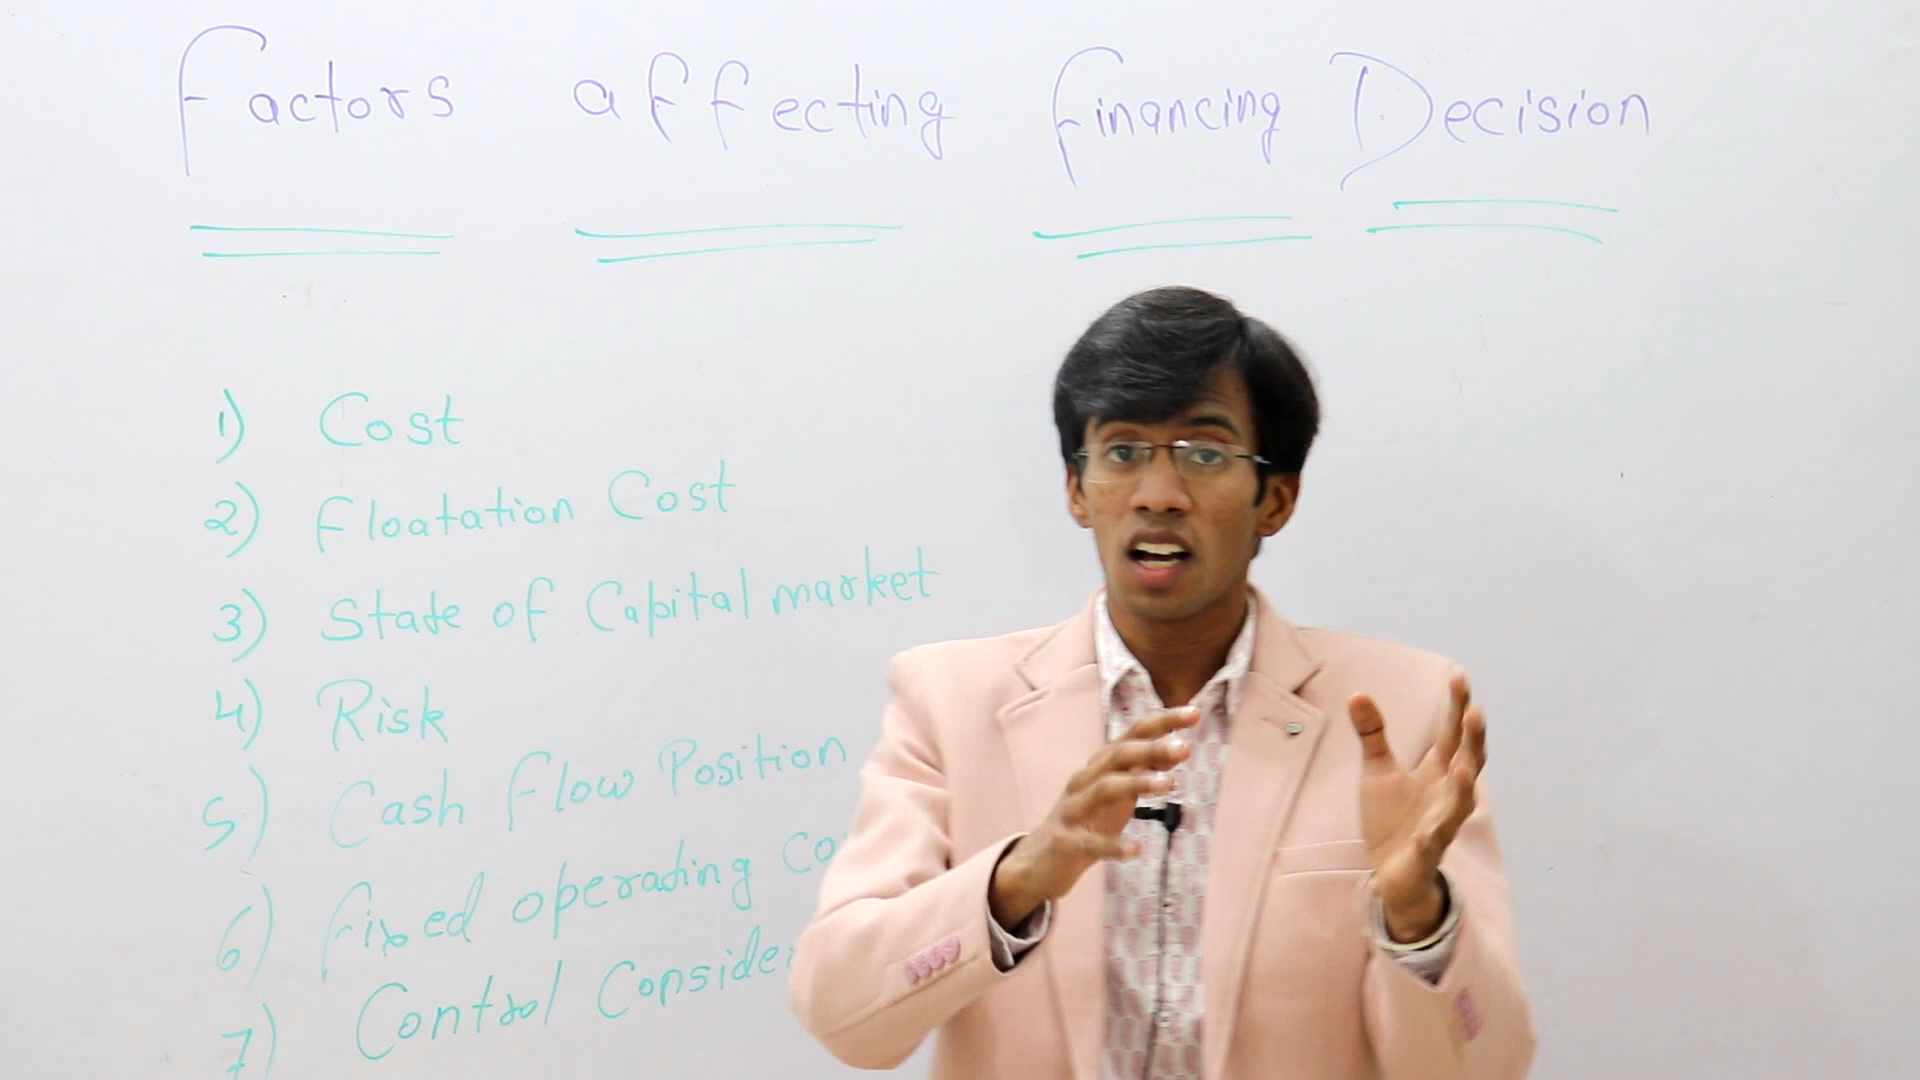 Factors affecting Financing Decision
1) Cost
2) Floatation Cost
3) State of Capital market
4) Risk
5) Cash flow Position
6) Fixed operating
7) Control